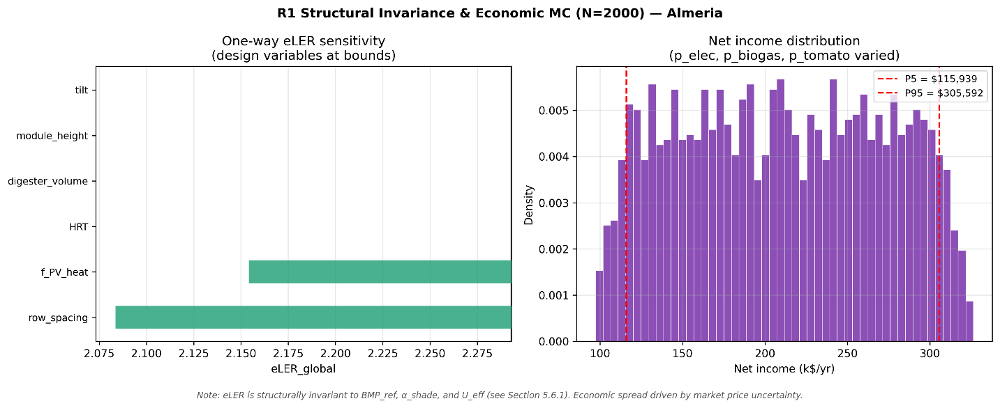 R1 Structural Invariance & Economic MC (N=2000) — Almeria
One-way eLER sensitivity
(design variables at bounds)
tilt
module_height
digester_volume
HRT
f_PV_heat
row_spacing
2.075 2.100 2.125 2.150 2.175 2.200 2.225 2.250 2.275
eLER_global
Net income distribution
(p_elec, p_biogas, p_tomato varied)
P5 = $115,939
P95 = $305,592
Density
0.005
0.004
0.003
0.002
0.001
0.000
100 150 200 250 300
Net income (k$/yr)
Note: eLER is structurally invariant to BMP_ref, α_shade, and U_eff (see Section 5.6.1). Economic spread driven by market price uncertainty.